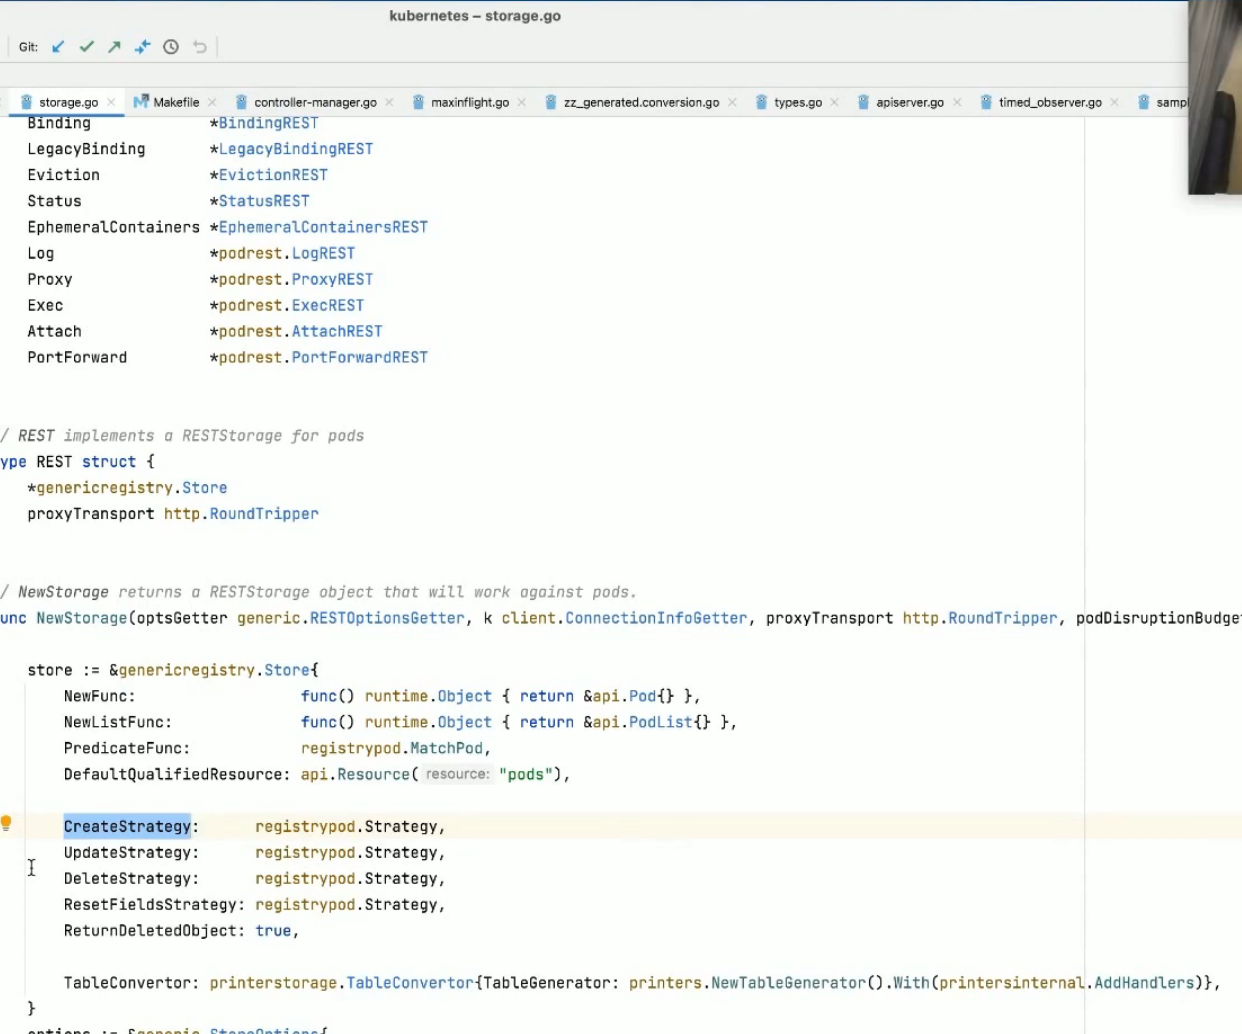 kubernetes – storage.go
Git:
storage.go Makefile controller-manager.go maxinflight.go zz_generated.conversion.go types.go apiserver.go timed_observer.go sampl
Binding *BindingREST
LegacyBinding *LegacyBindingREST
Eviction *EvictionREST
Status *StatusREST
EphemeralContainers *EphemeralContainersREST
Log *podrest.LogREST
Proxy *podrest.ProxyREST
Exec *podrest.ExecREST
Attach *podrest.AttachREST
PortForward *podrest.PortForwardREST
/ REST implements a RESTStorage for pods
ype REST struct {
*genericregistry.Store
proxyTransport http.RoundTripper
/ NewStorage returns a RESTStorage object that will work against pods.
unc NewStorage(optsGetter generic.RESTOptionsGetter, k client.ConnectionInfoGetter, proxyTransport http.RoundTripper, podDisruptionBudge
store := &genericregistry.Store{
NewFunc: func() runtime.Object { return &api.Pod{} },
NewListFunc: func() runtime.Object { return &api.PodList{} },
PredicateFunc: registrypod.MatchPod,
DefaultQualifiedResource: api.Resource( resource: "pods"),
CreateStrategy: registrypod.Strategy,
UpdateStrategy: registrypod.Strategy,
DeleteStrategy: registrypod.Strategy,
ResetFieldsStrategy: registrypod.Strategy,
ReturnDeletedObject: true,
TableConvertor: printerstorage.TableConvertor{TableGenerator: printers.NewTableGenerator().With(printersinternal.AddHandlers)},
}
options := &generic.StoreOptions{